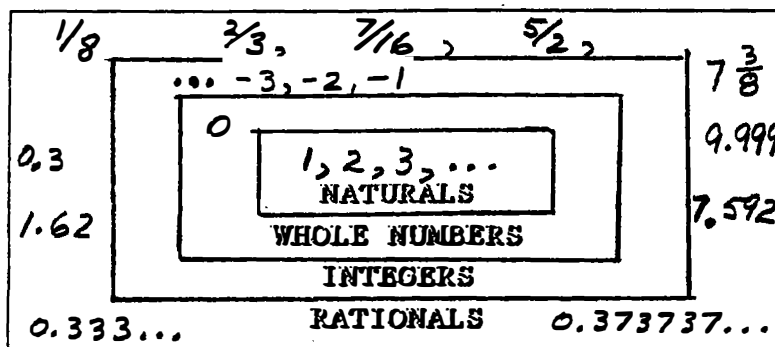 1/8 2/3, 7/16, 5/2,
7 3/8
... -3, -2, -1
0
9.999
0.3
1, 2, 3, ...
NATURALS
1.62
7.592
WHOLE NUMBERS
INTEGERS
0.333... RATIONALS 0.373737...